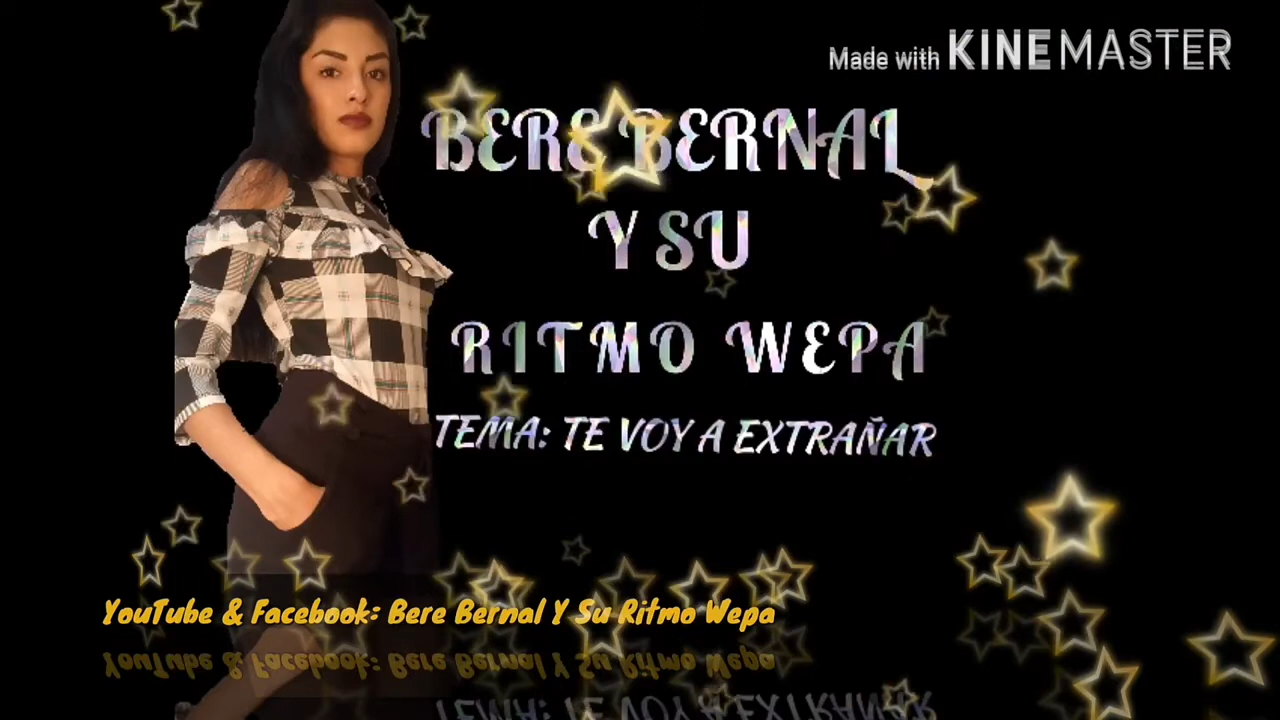 Made with KINEMASTER
BERE BERNAL
Y SU
RITMO WEPA
TEMA: TE VOY A EXTRAÑAR
YouTube & Facebook: Bere Bernal Y Su Ritmo Wepa